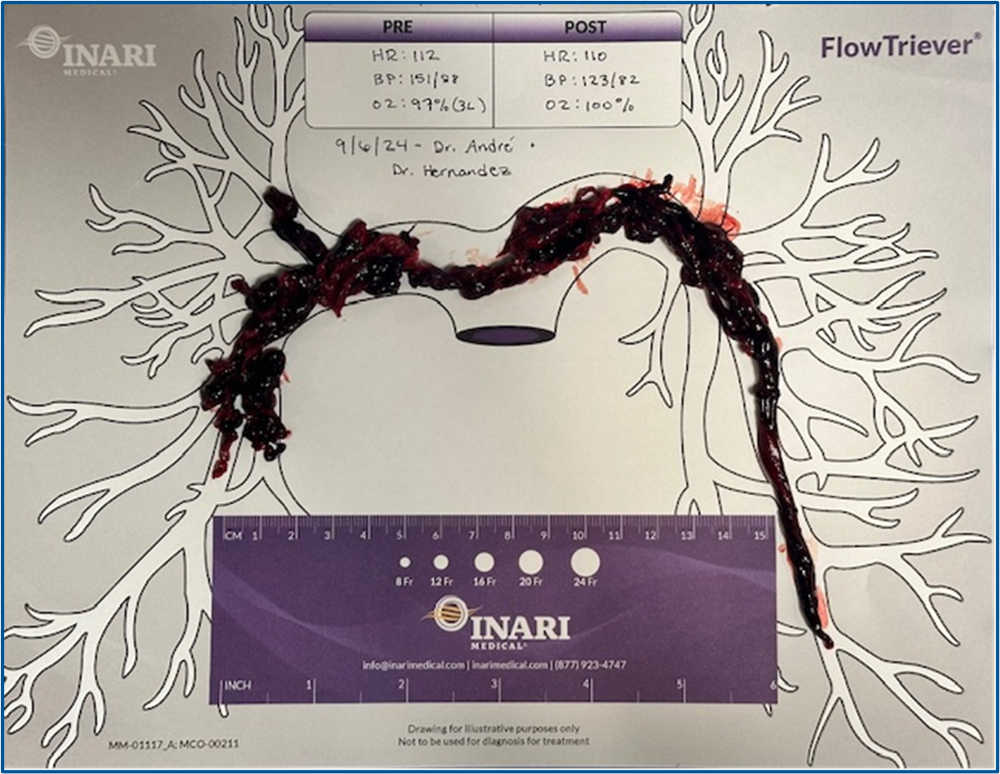 INARI
MEDICAL®
PRE
POST
FlowTriever®
HR: 112
HR: 110
BP: 151/88
BP: 123/82
O2: 97% (3L)
O2: 100%
9/6/24 - Dr. André +
Dr. Hernandez
CM 1 2 3 4 5 6 7 8 9 10 11 12 13 14 15
8 Fr 12 Fr 16 Fr 20 Fr 24 Fr
INARI
MEDICAL®
info@inarimedical.com | inarimedical.com | (877) 923-4747
INCH 1 2 3 4 5 6
Drawing for illustrative purposes only
Not to be used for diagnosis for treatment
MM-01117_A; MCO-00211